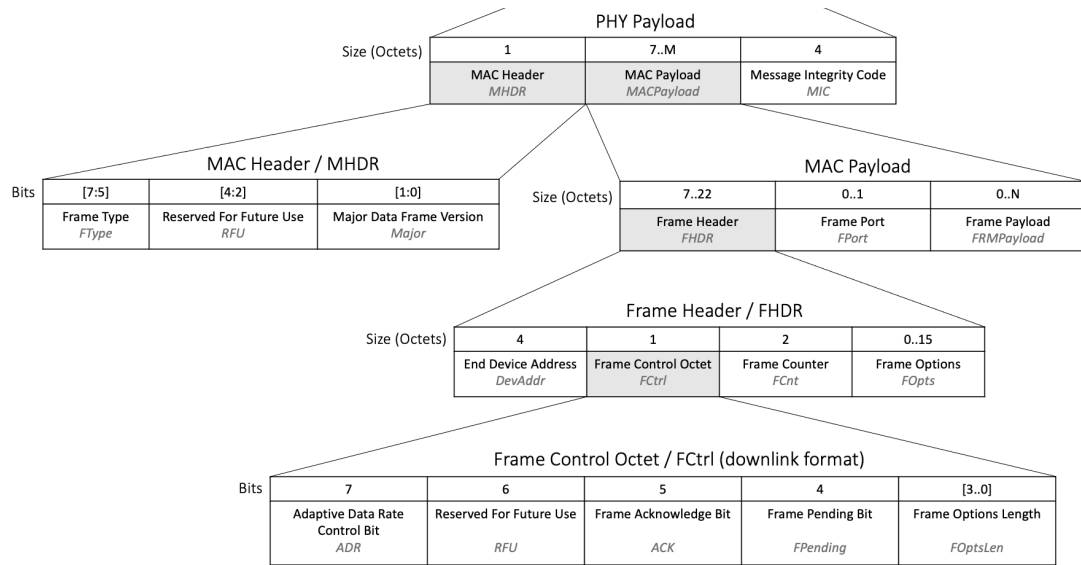 PHY Payload
Size (Octets) 1 7..M 4
MAC Header MAC Payload Message Integrity Code
MHDR MACPayload MIC
MAC Header / MHDR
Bits [7:5] [4:2] [1:0]
Frame Type Reserved For Future Use Major Data Frame Version
FType RFU Major
MAC Payload
Size (Octets) 7..22 0..1 0..N
Frame Header Frame Port Frame Payload
FHDR FPort FRMPayload
Frame Header / FHDR
Size (Octets) 4 1 2 0..15
End Device Address Frame Control Octet Frame Counter Frame Options
DevAddr FCtrl FCnt FOpts
Frame Control Octet / FCtrl (downlink format)
Bits 7 6 5 4 [3..0]
Adaptive Data Rate Reserved For Future Use Frame Acknowledge Bit Frame Pending Bit Frame Options Length
Control Bit
ADR RFU ACK FPending FOptsLen